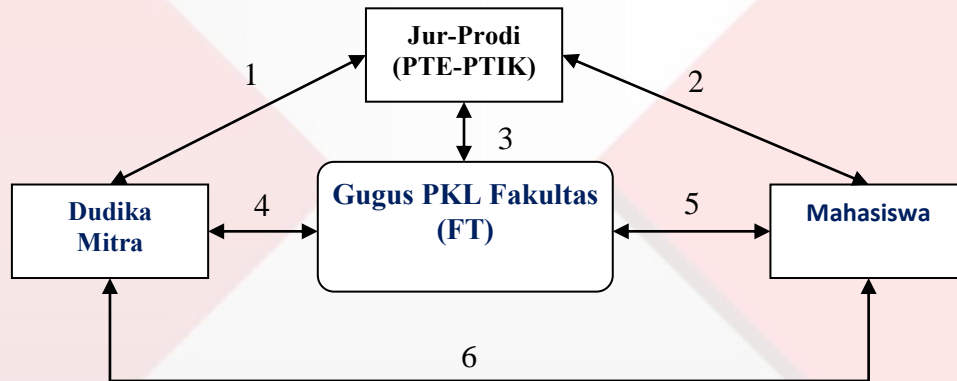 Jur-Prodi
(PTE-PTIK)
1
2
3
Gugus PKL Fakultas
(FT)
Dudika
Mitra
4
5
Mahasiswa
6